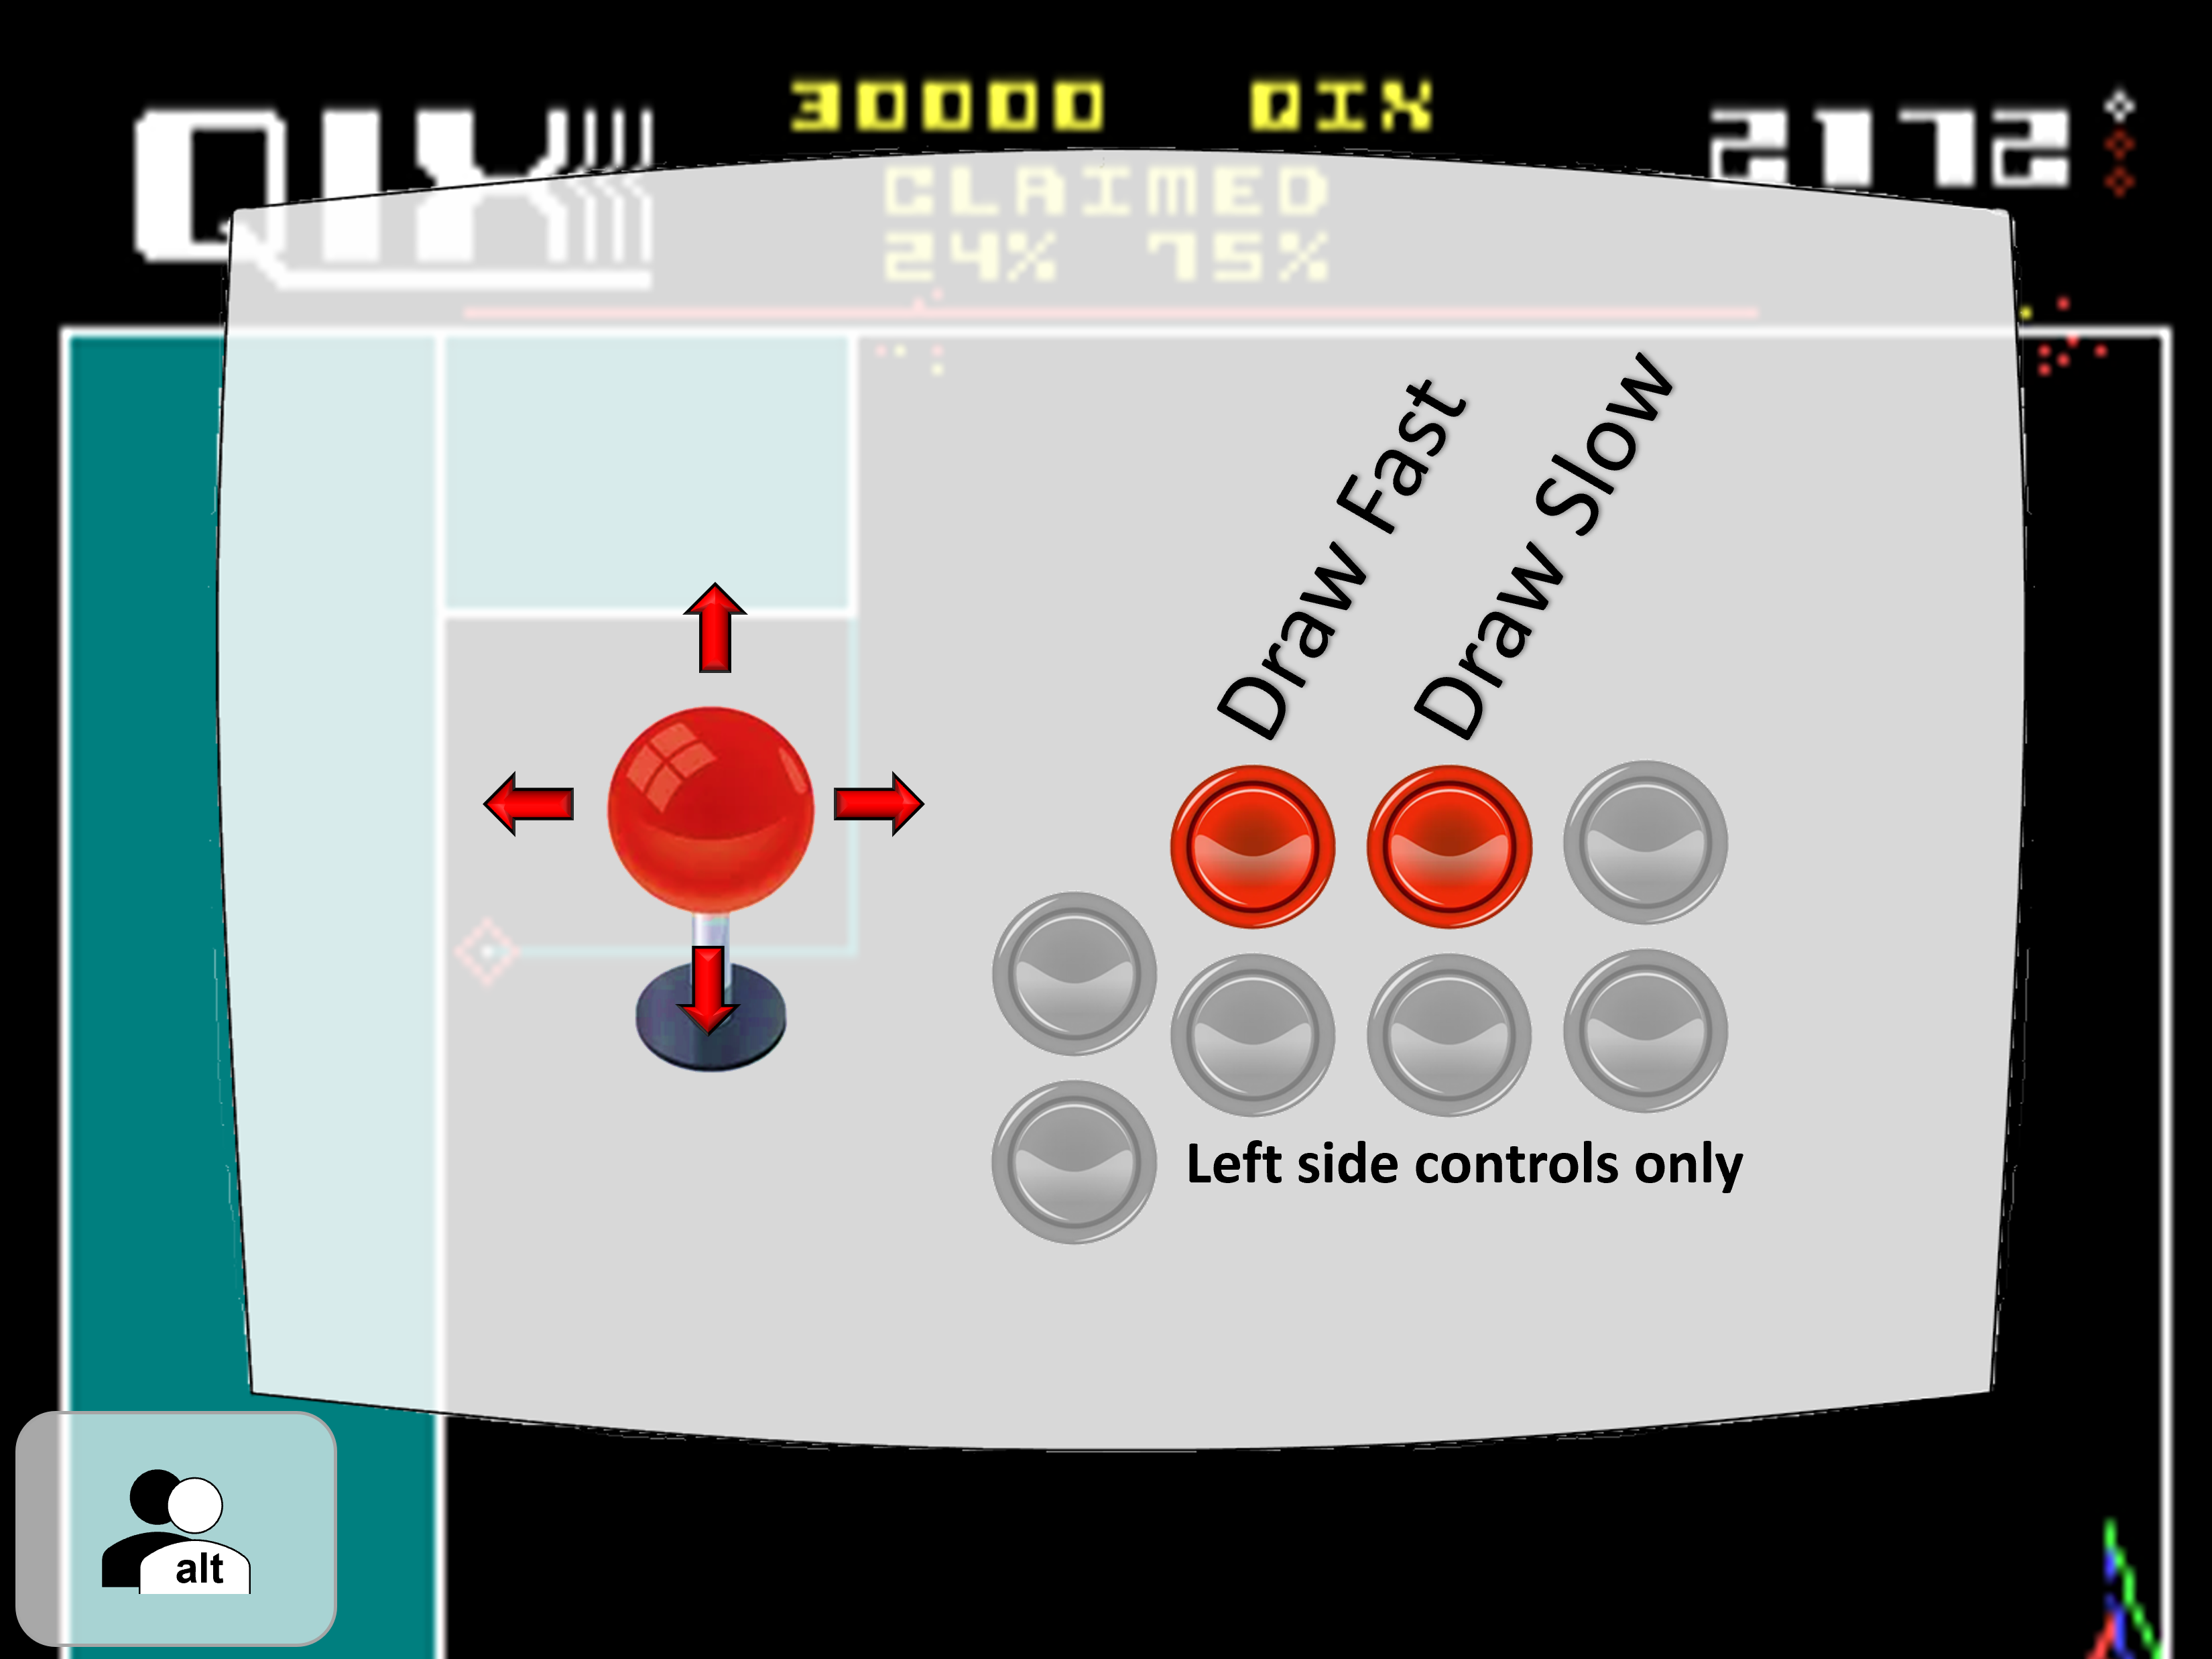 QIX
30000 QIX
2172
CLAIMED
24% 75%
Draw Fast
Draw Slow
Left side controls only
alt